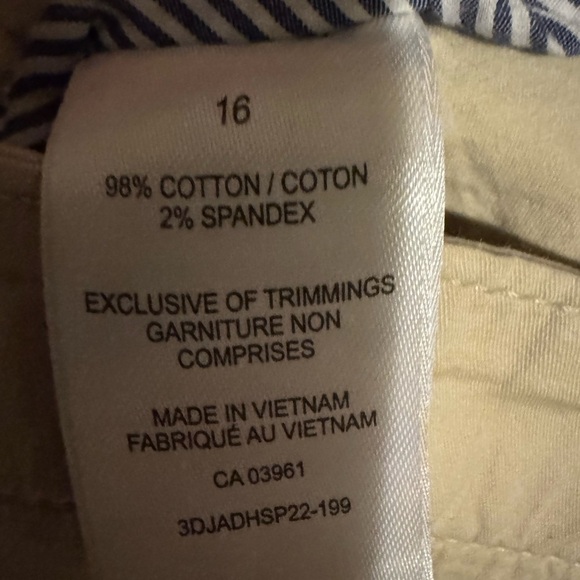 16
98% COTTON / COTON
2% SPANDEX
EXCLUSIVE OF TRIMMINGS
GARNITURE NON
COMPRISES
MADE IN VIETNAM
FABRIQUÉ AU VIETNAM
CA 03961
3DJADHSP22-199